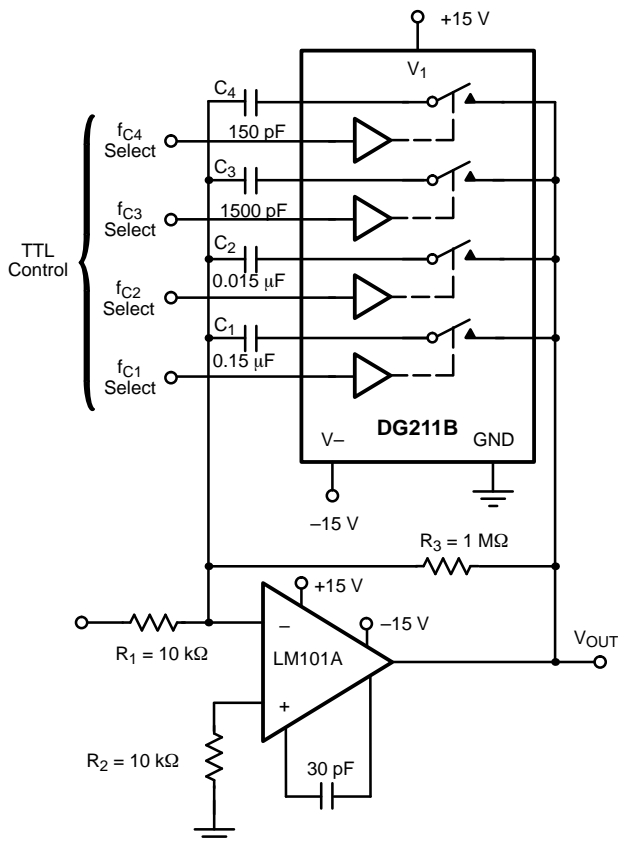 +15 V
V1
C4
fC4
Select
150 pF
C3
fC3
Select
1500 pF
TTL
Control
C2
0.015 μF
fC2
Select
C1
0.15 μF
fC1
Select
DG211B
V–
GND
–15 V
R3 = 1 MΩ
+15 V
–15 V
–
LM101A
+
R1 = 10 kΩ
VOUT
R2 = 10 kΩ
30 pF